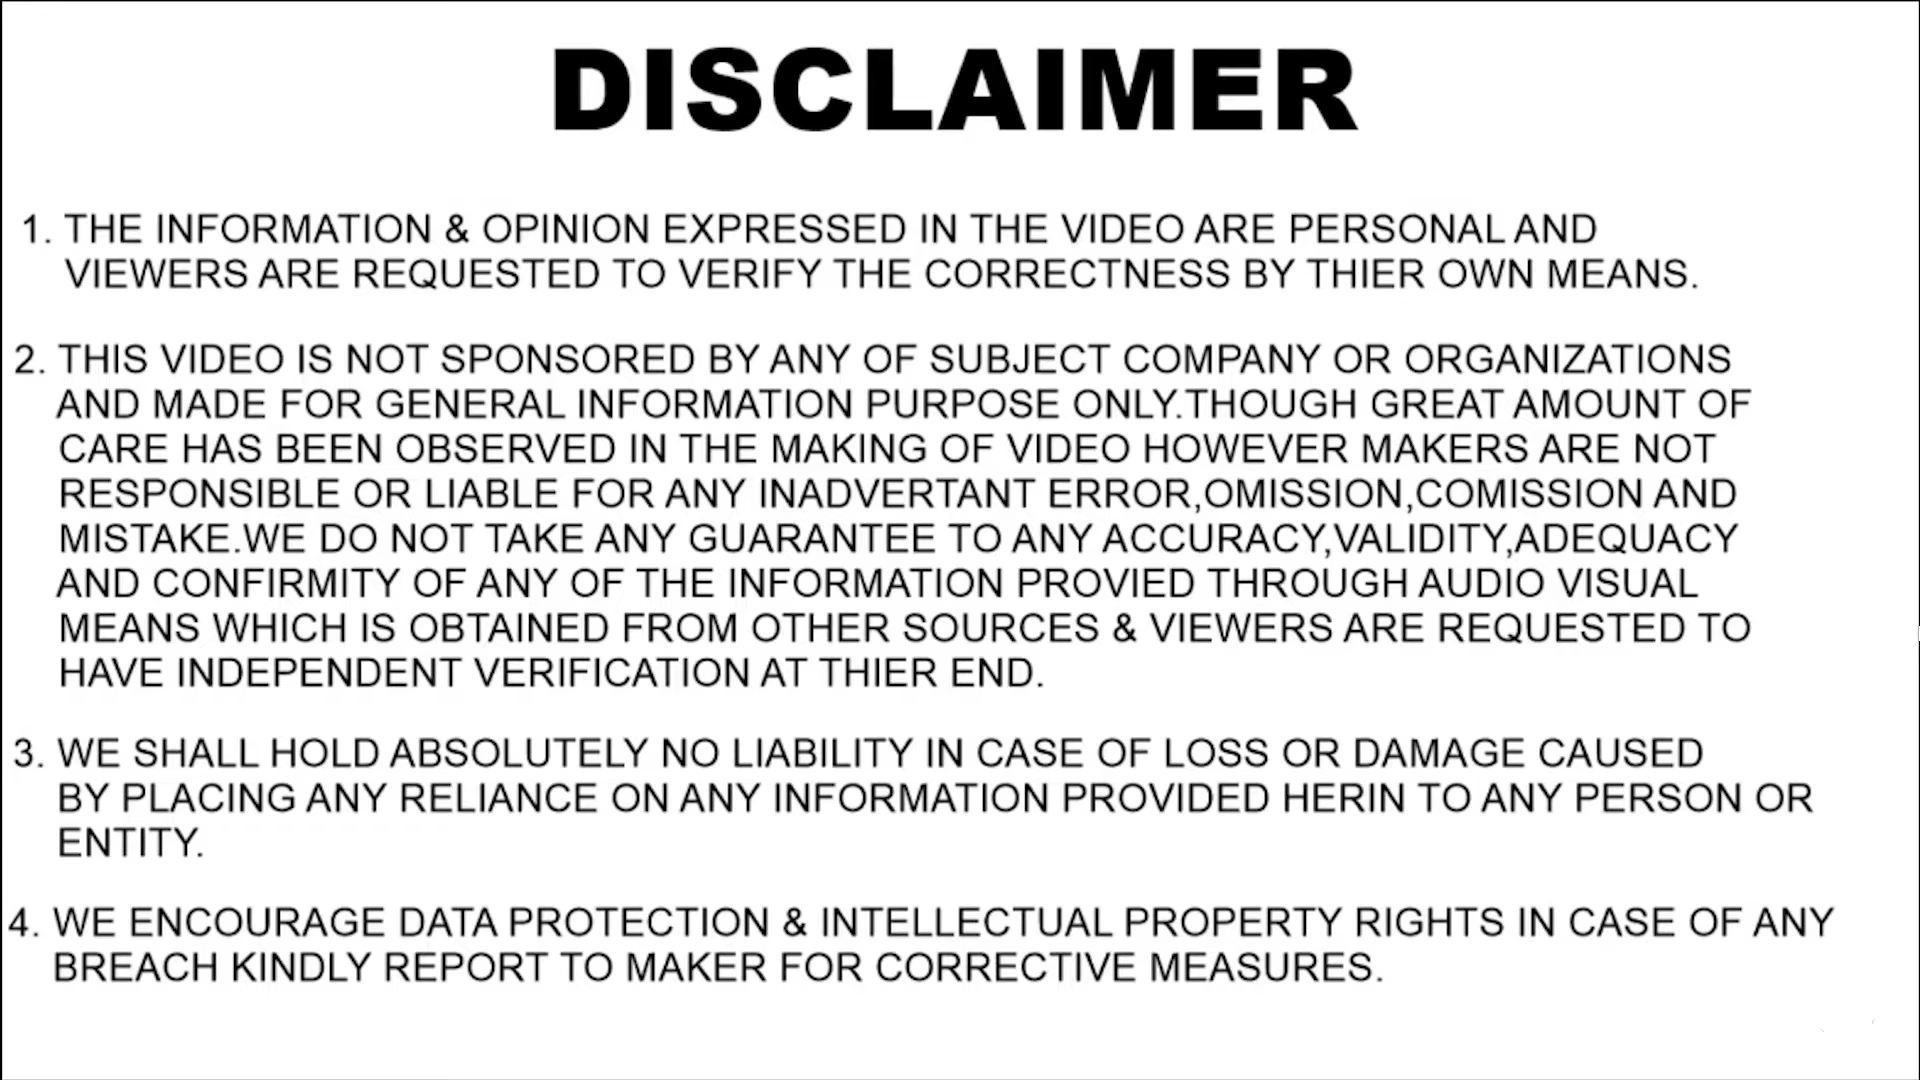 DISCLAIMER
1. THE INFORMATION & OPINION EXPRESSED IN THE VIDEO ARE PERSONAL AND
VIEWERS ARE REQUESTED TO VERIFY THE CORRECTNESS BY THIER OWN MEANS.
2. THIS VIDEO IS NOT SPONSORED BY ANY OF SUBJECT COMPANY OR ORGANIZATIONS
AND MADE FOR GENERAL INFORMATION PURPOSE ONLY.THOUGH GREAT AMOUNT OF
CARE HAS BEEN OBSERVED IN THE MAKING OF VIDEO HOWEVER MAKERS ARE NOT
RESPONSIBLE OR LIABLE FOR ANY INADVERTANT ERROR,OMISSION,COMISSION AND
MISTAKE.WE DO NOT TAKE ANY GUARANTEE TO ANY ACCURACY,VALIDITY,ADEQUACY
AND CONFIRMITY OF ANY OF THE INFORMATION PROVIED THROUGH AUDIO VISUAL
MEANS WHICH IS OBTAINED FROM OTHER SOURCES & VIEWERS ARE REQUESTED TO
HAVE INDEPENDENT VERIFICATION AT THIER END.
3. WE SHALL HOLD ABSOLUTELY NO LIABILITY IN CASE OF LOSS OR DAMAGE CAUSED
BY PLACING ANY RELIANCE ON ANY INFORMATION PROVIDED HERIN TO ANY PERSON OR
ENTITY.
4. WE ENCOURAGE DATA PROTECTION & INTELLECTUAL PROPERTY RIGHTS IN CASE OF ANY
BREACH KINDLY REPORT TO MAKER FOR CORRECTIVE MEASURES.